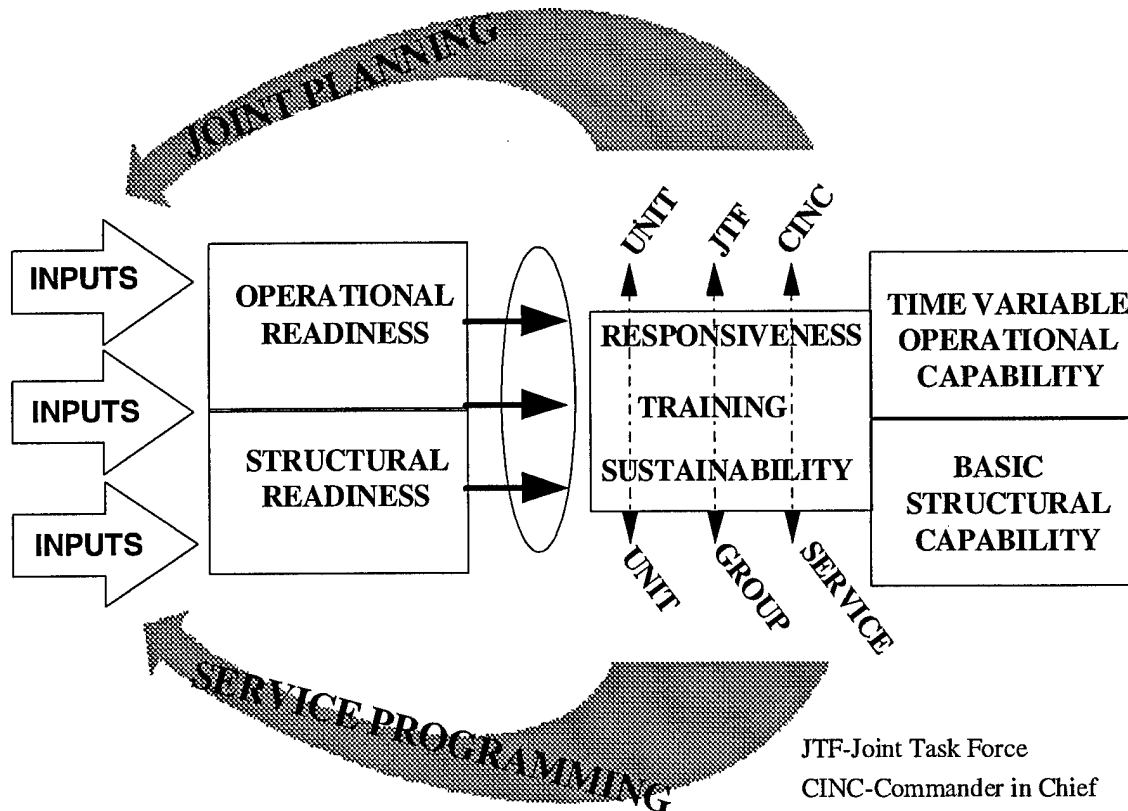 JOINT PLANNING
UNIT
JTF
CINC
INPUTS
INPUTS
INPUTS
OPERATIONAL
READINESS
STRUCTURAL
READINESS
RESPONSIVENESS
TRAINING
SUSTAINABILITY
TIME VARIABLE
OPERATIONAL
CAPABILITY
BASIC
STRUCTURAL
CAPABILITY
UNIT
GROUP
SERVICE
SERVICE PROGRAMMING
JTF-Joint Task Force
CINC-Commander in Chief